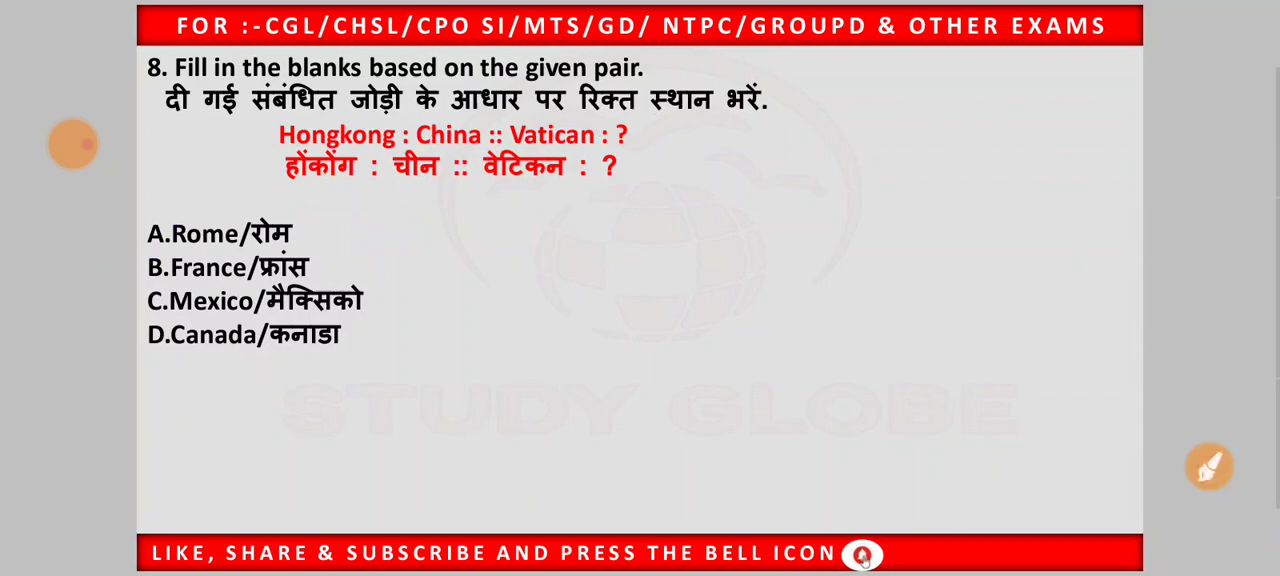 FOR :-CGL/CHSL/CPO SI/MTS/GD/ NTPC/GROUPD & OTHER EXAMS
8. Fill in the blanks based on the given pair.
दी गई संबंधित जोड़ी के आधार पर रिक्त स्थान भरें.
Hongkong : China :: Vatican : ?
होंकोंग : चीन :: वेटिकन : ?
A.Rome/रोम
B.France/फ्रांस
C.Mexico/मैक्सिको
D.Canada/कनाडा
STUDY GLOBE
LIKE, SHARE & SUBSCRIBE AND PRESS THE BELL ICON